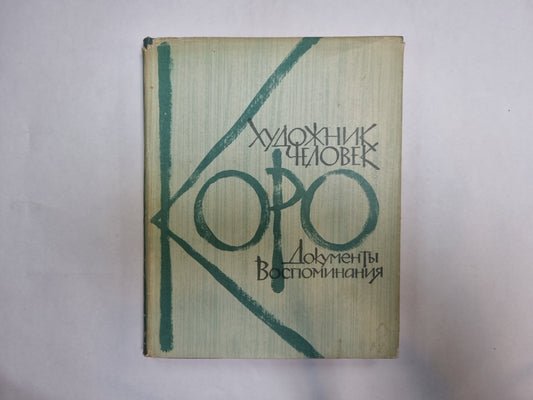 ХУДОЖНИК
ЧЕЛОВЕК
КОРО
Документы
Воспоминания